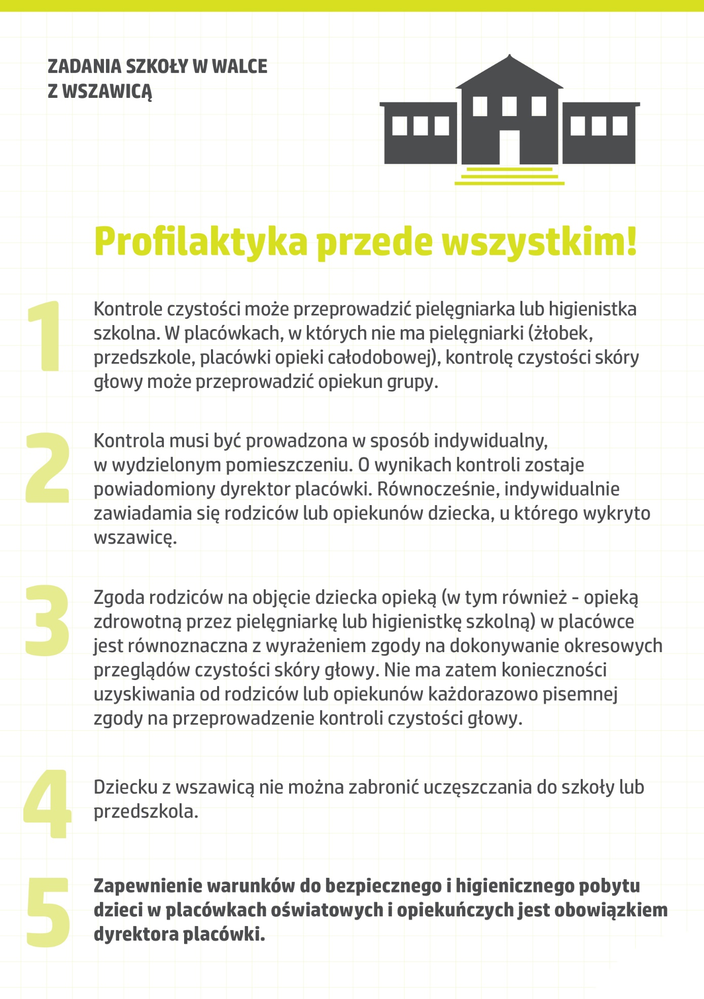 ZADANIA SZKOŁY W WALCE
Z WSZAWICĄ
Profilaktyka przede wszystkim!
1
Kontrole czystości może przeprowadzić pielęgniarka lub higienistka
szkolna. W placówkach, w których nie ma pielęgniarki (żłobek,
przedszkole, placówki opieki całodobowej), kontrolę czystości skóry
głowy może przeprowadzić opiekun grupy.
2
Kontrola musi być prowadzona w sposób indywidualny,
w wydzielonym pomieszczeniu. O wynikach kontroli zostaje
powiadomiony dyrektor placówki. Równocześnie, indywidualnie
zawiadamia się rodziców lub opiekunów dziecka, u którego wykryto
wszawicę.
3
Zgoda rodziców na objęcie dziecka opieką (w tym również - opieką
zdrowotną przez pielęgniarkę lub higienistkę szkolną) w placówce
jest równoznaczna z wyrażeniem zgody na dokonywanie okresowych
przeglądów czystości skóry głowy. Nie ma zatem konieczności
uzyskiwania od rodziców lub opiekunów każdorazowo pisemnej
zgody na przeprowadzenie kontroli czystości głowy.
4
Dziecku z wszawicą nie można zabronić uczęszczania do szkoły lub
przedszkola.
5
Zapewnienie warunków do bezpiecznego i higienicznego pobytu
dzieci w placówkach oświatowych i opiekuńczych jest obowiązkiem
dyrektora placówki.